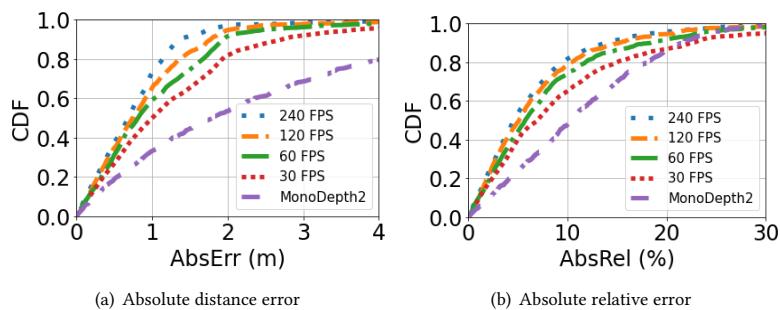 1.0
0.8
0.6
0.4
0.2
0.0
CDF
0 1 2 3 4
AbsErr (m)
240 FPS
120 FPS
60 FPS
30 FPS
MonoDepth2
(a) Absolute distance error
1.0
0.8
0.6
0.4
0.2
0.0
CDF
0 10 20 30
AbsRel (%)
240 FPS
120 FPS
60 FPS
30 FPS
MonoDepth2
(b) Absolute relative error